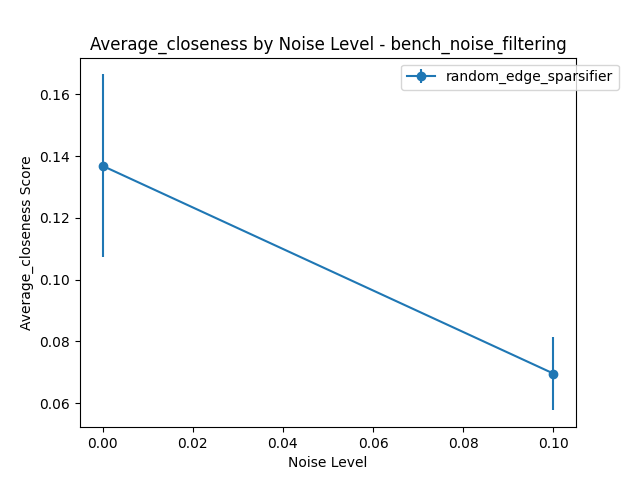 Average_closeness by Noise Level - bench_noise_filtering
random_edge_sparsifier
Average_closeness Score
0.16
0.14
0.12
0.10
0.08
0.06
0.00 0.02 0.04 0.06 0.08 0.10
Noise Level